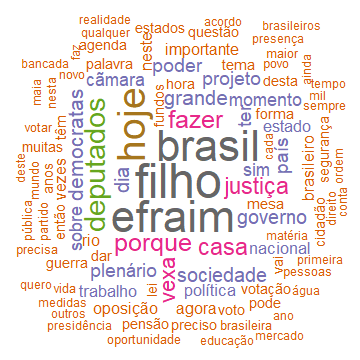 realidade acordo
qualquer estados questão brasileiros
agenda neste presença
bancada faz palavra importante maior
novo câmara poder tema povo
maia nesta hora projeto desta ainda
fundos grande momento tempo
mil
sempre
votar têm democratas deputados hoje fazer ter forma
muitas estado cada
brasil país brasileiro segurança
deste mundo anos vezes dia sim ordem
conta
filho justiça
pública partido então sobre mesa cidadão direito
efraim governo
rio matéria
precisa dar porque casa nacional
guerra vexa vai primeira
plenário sociedade pessoas
quero vida trabalho lei política votação água
medidas oposição agora voto pode
outros ano
presidência pensão preciso brasileira
oportunidade educação mercado